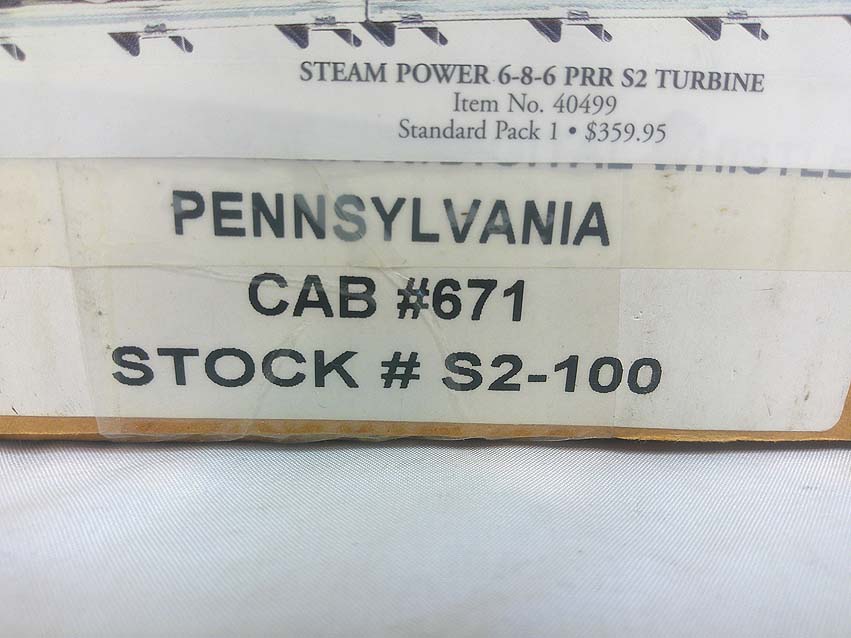 STEAM POWER 6-8-6 PRR S2 TURBINE
Item No. 40499
Standard Pack 1 • $359.95
PENNSYLVANIA
CAB #671
STOCK # S2-100